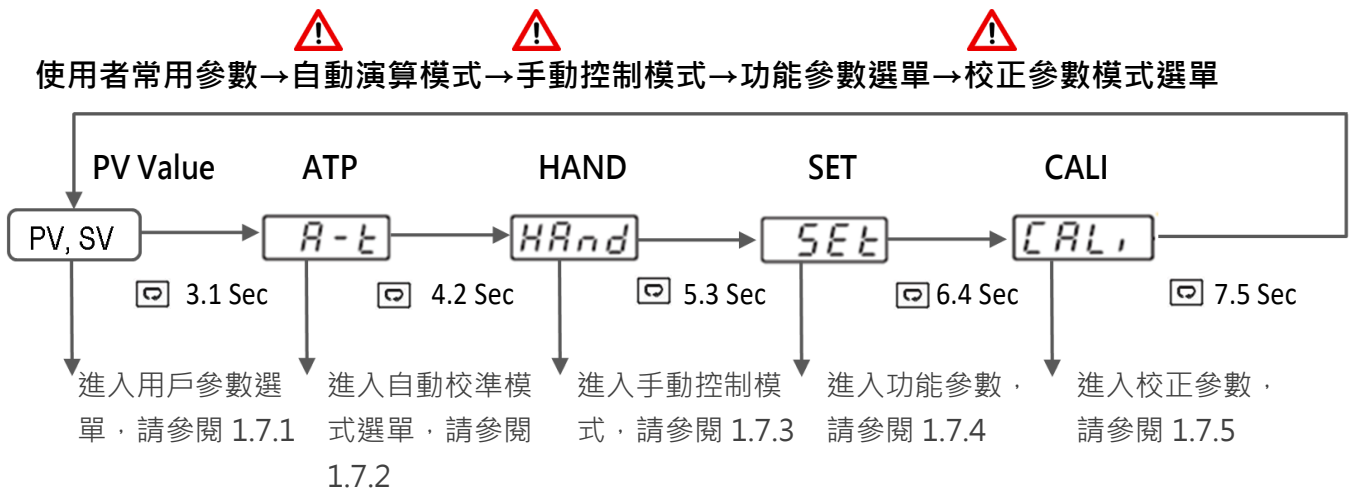 使用者常用參數→自動演算模式→手動控制模式→功能參數選單→校正參數模式選單
PV Value ATP HAND SET CALI
PV, SV A-t HAnd SEt CALi
3.1 Sec 4.2 Sec 5.3 Sec 6.4 Sec 7.5 Sec
進入用戶參數選
單，請參閱 1.7.1
進入自動校準模
式選單，請參閱
1.7.2
進入手動控制模
式，請參閱 1.7.3
進入功能參數，
請參閱 1.7.4
進入校正參數，
請參閱 1.7.5